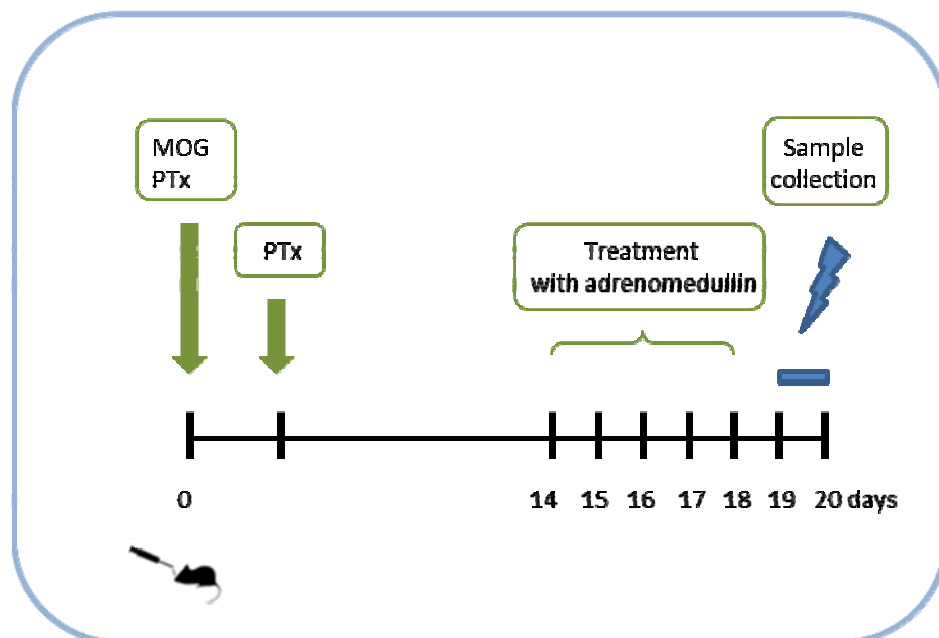 MOG
PTx
PTx
Treatment
with adrenomedullin
Sample
collection
0 14 15 16 17 18 19 20 days